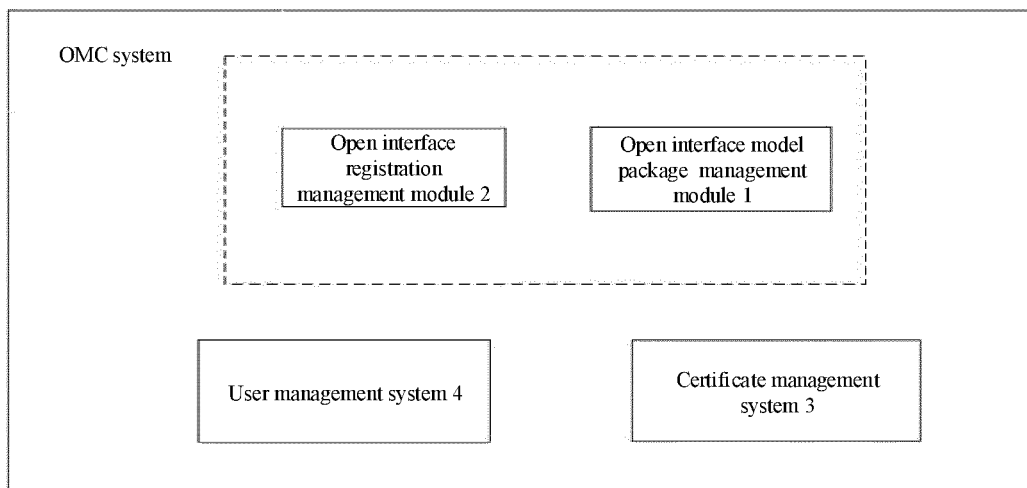 OMC system
Open interface
registration
management module 2
Open interface model
package management
module 1
User management system 4
Certificate management
system 3